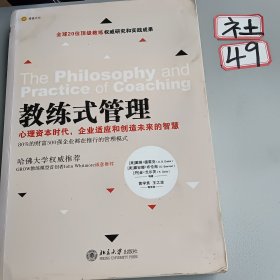 全球20位顶级教练权威研究和实践成果
社
49
The Philosophy and
Practice of Coaching
教练式管理
心理资本时代，企业适应和创造未来的智慧
80%的财富500强企业都在推行的管理模式
哈佛大学权威推荐
北京大学出版社